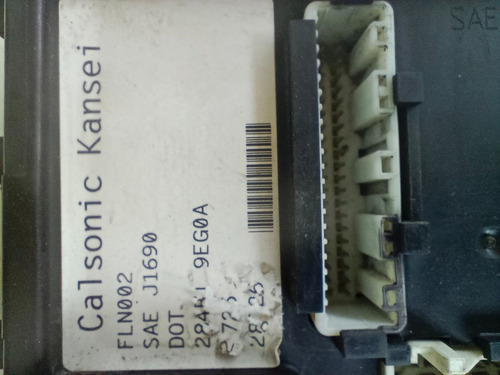 Calsonic Kansei
FLN002
SAE J1690
DOT
9EG0A
SAE